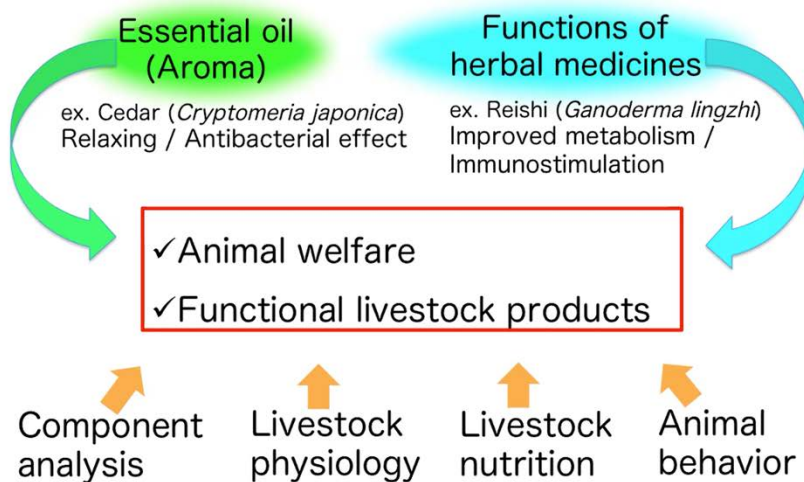 Essential oil
(Aroma)
ex. Cedar (Cryptomeria japonica)
Relaxing / Antibacterial effect
Functions of
herbal medicines
ex. Reishi (Ganoderma lingzhi)
Improved metabolism /
Immunostimulation
✓Animal welfare
✓Functional livestock products
Component
analysis
Livestock
physiology
Livestock
nutrition
Animal
behavior